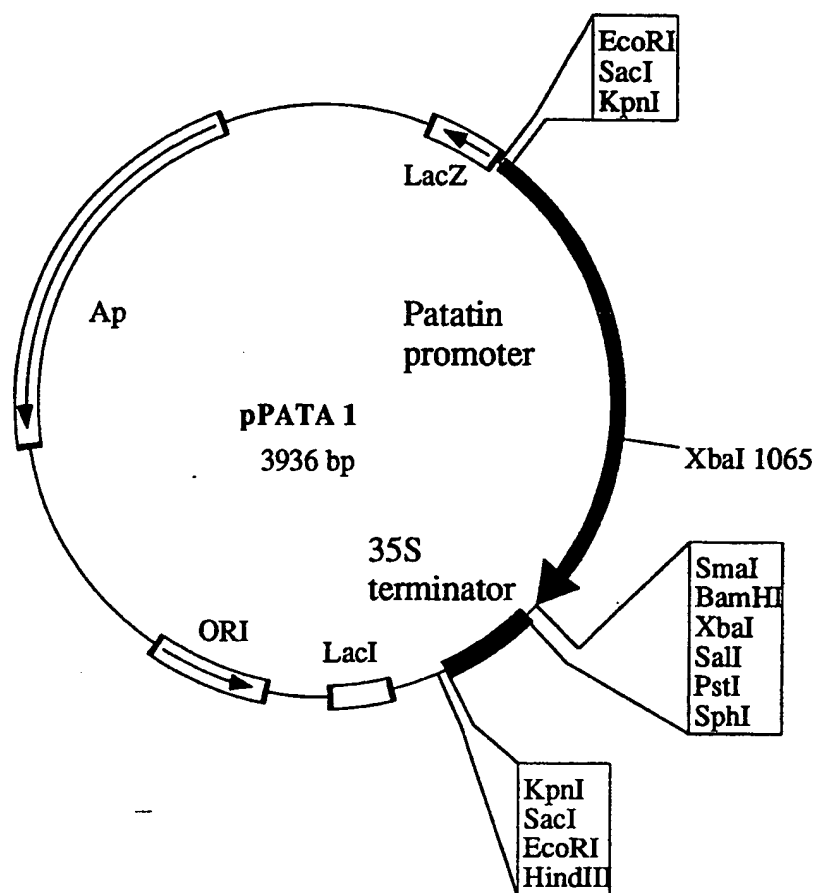 EcoRI
SacI
KpnI
LacZ
Ap
Patatin
promoter
pPATA 1
3936 bp
XbaI 1065
35S
terminator
SmaI
BamHI
XbaI
SalI
PstI
SphI
ORI
LacI
KpnI
SacI
EcoRI
HindIII